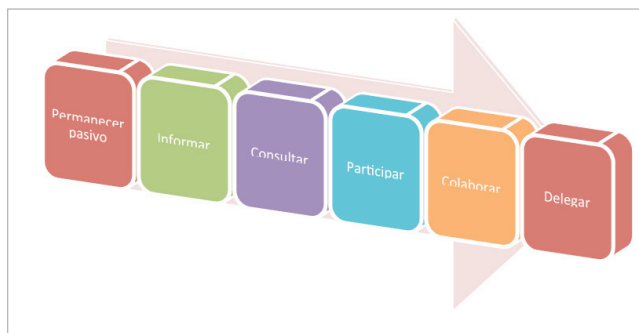 Permanecer
pasivo
Informar
Consultar
Participar
Colaborar
Delegar